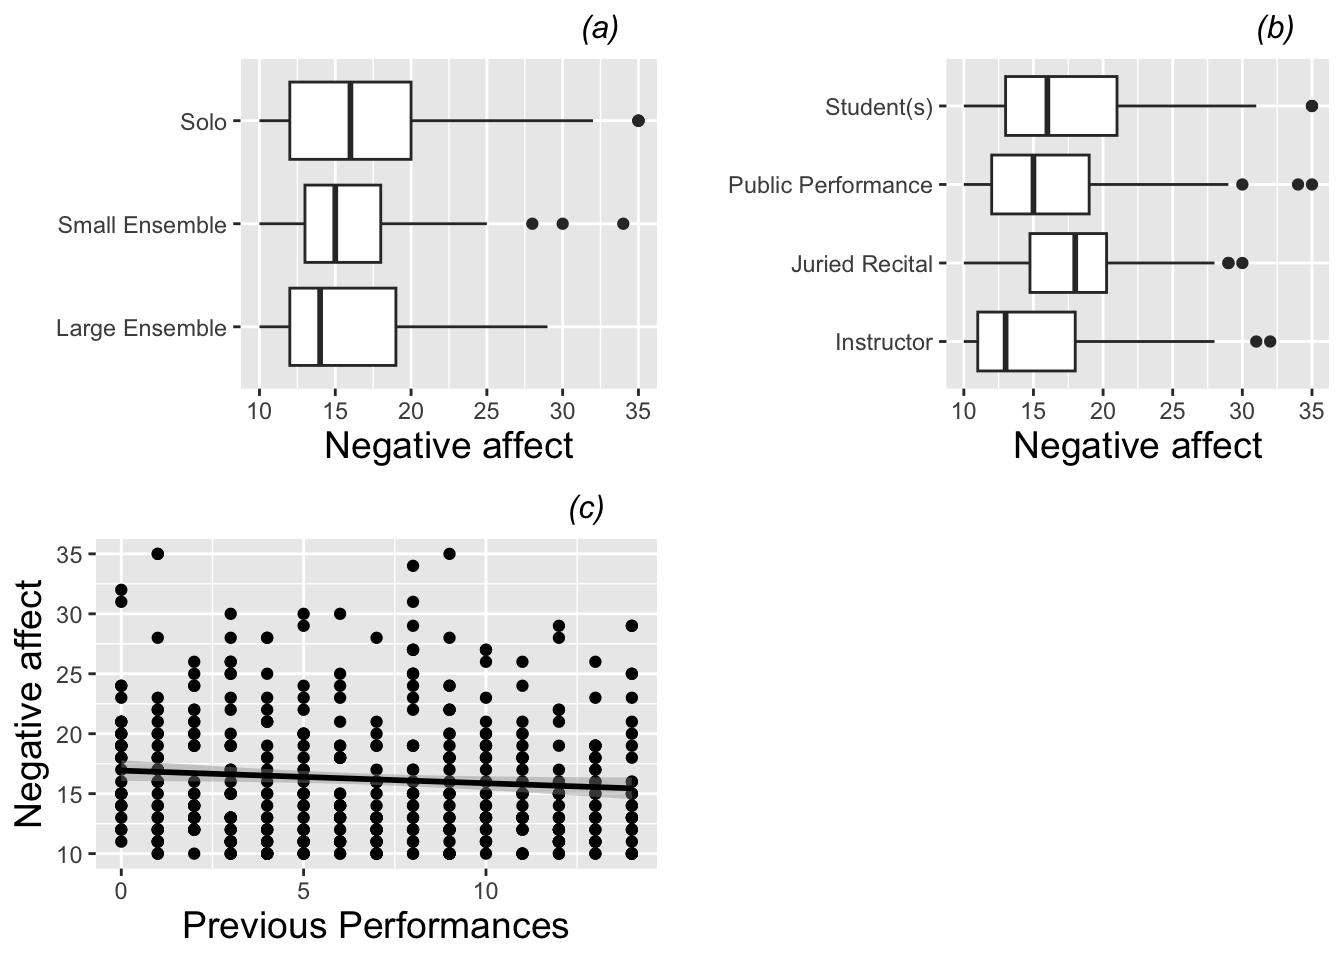 (a)
Solo
Small Ensemble
Large Ensemble
10 15 20 25 30 35
Negative affect
(b)
Student(s)
Public Performance
Juried Recital
Instructor
10 15 20 25 30 35
Negative affect
(c)
Negative affect
35
30
25
20
15
10
0 5 10
Previous Performances